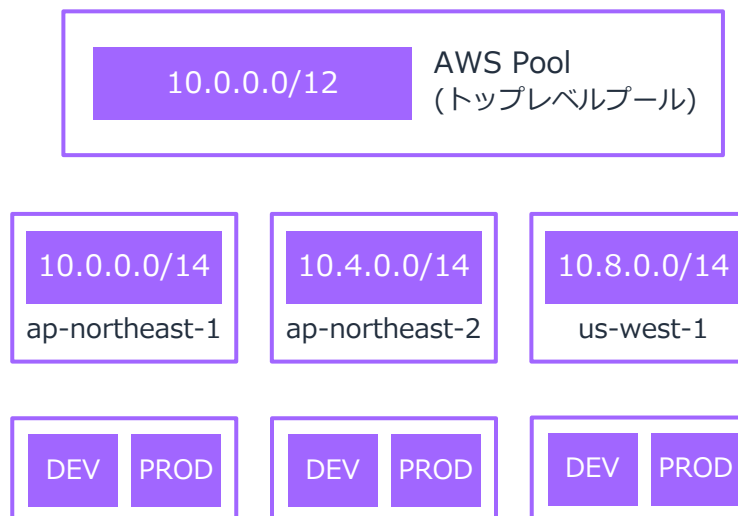 10.0.0.0/12
AWS Pool
(トップレベルプール)
10.0.0.0/14
10.4.0.0/14
10.8.0.0/14
ap-northeast-1
ap-northeast-2
us-west-1
DEV
PROD
DEV
PROD
DEV
PROD